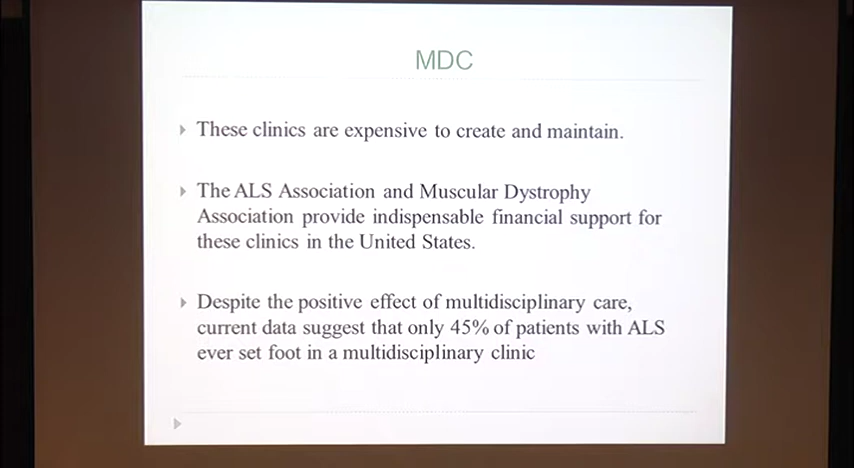 MDC
These clinics are expensive to create and maintain.
The ALS Association and Muscular Dystrophy
Association provide indispensable financial support for
these clinics in the United States.
Despite the positive effect of multidisciplinary care,
current data suggest that only 45% of patients with ALS
ever set foot in a multidisciplinary clinic